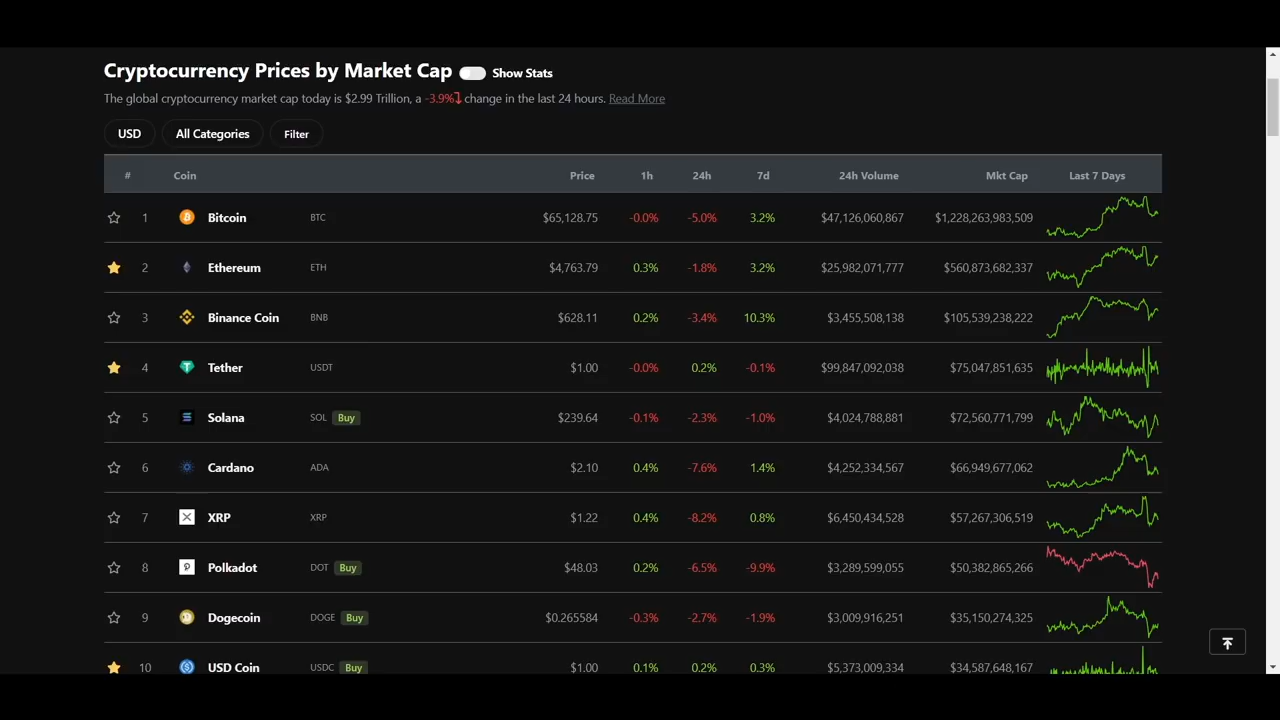 Cryptocurrency Prices by Market Cap Show Stats
The global cryptocurrency market cap today is $2.99 Trillion, a -3.9% change in the last 24 hours. Read More
USD All Categories Filter
# Coin Price 1h 24h 7d 24h Volume Mkt Cap Last 7 Days
1 Bitcoin BTC $65,128.75 -0.0% -5.0% 3.2% $47,126,060,867 $1,228,263,983,509
2 Ethereum ETH $4,763.79 0.3% -1.8% 3.2% $25,982,071,777 $560,873,682,337
3 Binance Coin BNB $628.11 0.2% -3.4% 10.3% $3,455,508,138 $105,539,238,222
4 Tether USDT $1.00 -0.0% 0.2% -0.1% $99,847,092,038 $75,047,851,635
5 Solana SOL Buy $239.64 -0.1% -2.3% -1.0% $4,024,788,881 $72,560,771,799
6 Cardano ADA $2.10 0.4% -7.6% 1.4% $4,252,334,567 $66,949,677,062
7 XRP XRP $1.22 0.4% -8.2% 0.8% $6,450,434,528 $57,267,306,519
8 Polkadot DOT Buy $48.03 0.2% -6.5% -9.9% $3,289,599,055 $50,382,865,266
9 Dogecoin DOGE Buy $0.265584 -0.3% -2.7% -1.9% $3,009,916,251 $35,150,274,325
10 USD Coin USDC Buy $1.00 0.1% 0.2% 0.3% $5,373,009,334 $34,587,648,167